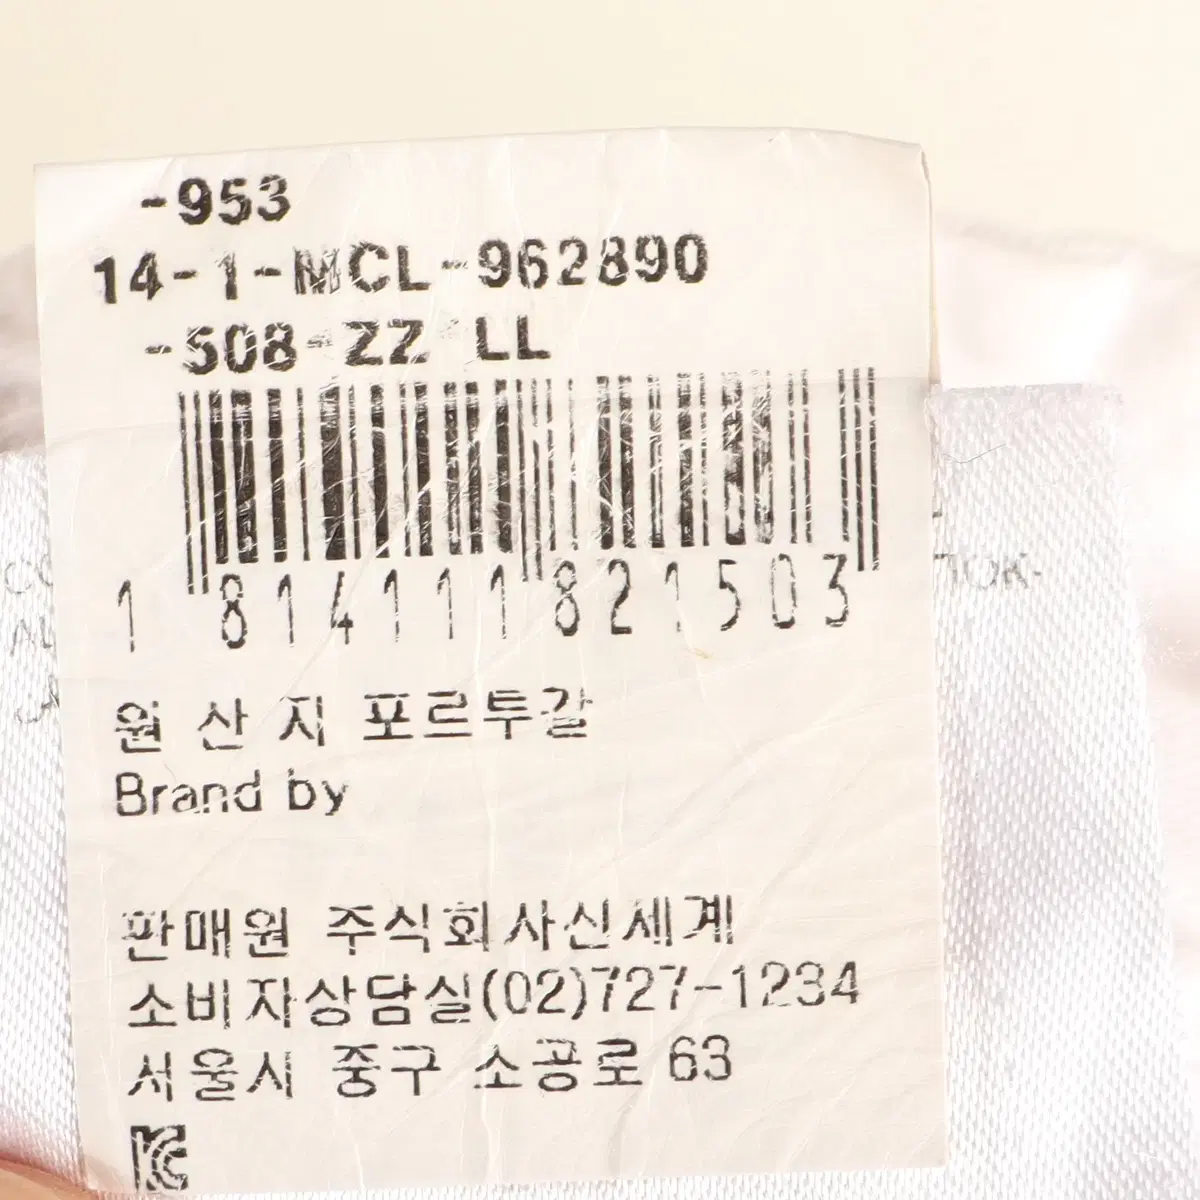 -953
14-1-MCL-962890
-508-ZZ LL
1 814111 821503
원 산 지 포르투갈
Brand by
판매원 주식회사신세계
소비자상담실(02)727-1234
서울시 중구 소공로 63